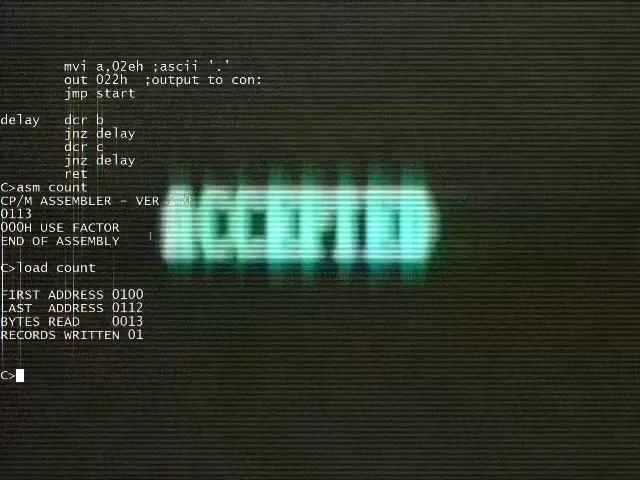 mvi a,02eh ;ascii '.'
out 022h ;output to con:
jmp start
delay dcr b
jnz delay
dcr c
jnz delay
ret
C>asm count
CP/M ASSEMBLER - VER 2.0
0113
000H USE FACTOR
END OF ASSEMBLY
ACCEPTED
C>load count
FIRST ADDRESS 0100
LAST ADDRESS 0112
BYTES READ 0013
RECORDS WRITTEN 01
C>